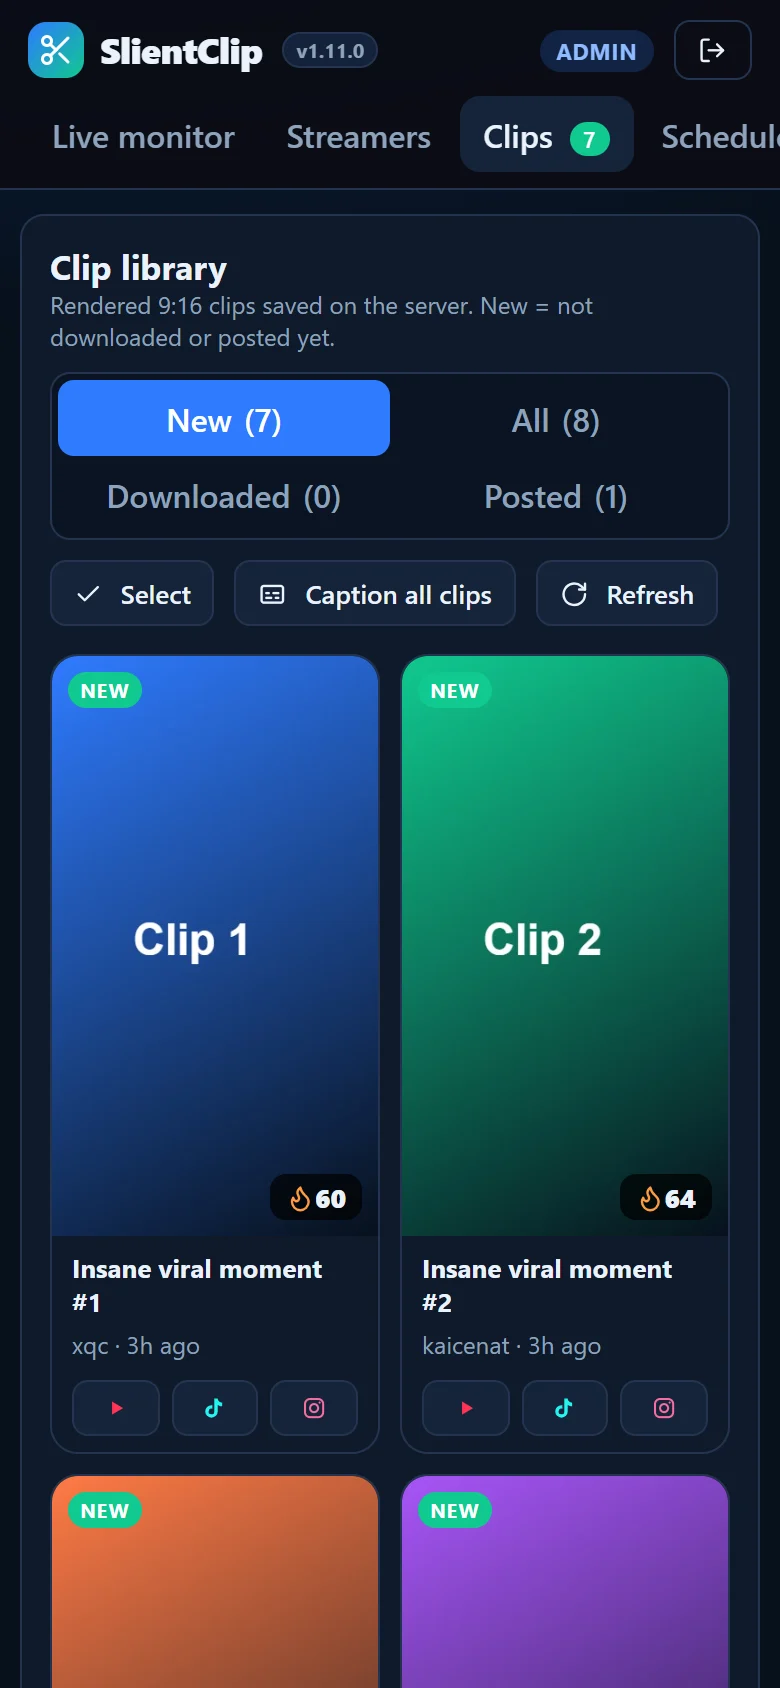 SlientClip v1.11.0 ADMIN
Live monitor Streamers Clips 7 Schedule
Clip library
Rendered 9:16 clips saved on the server. New = not
downloaded or posted yet.
New (7) All (8)
Downloaded (0) Posted (1)
Select Caption all clips Refresh
NEW NEW
Clip 1 Clip 2
60 64
Insane viral moment
#1
Insane viral moment
#2
xqc · 3h ago kaicenat · 3h ago
NEW NEW